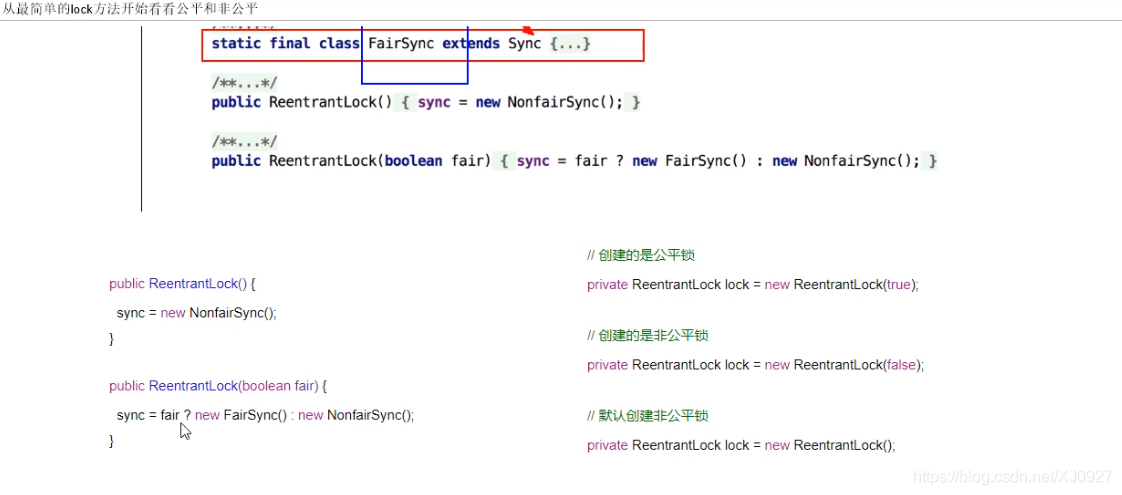 从最简单的lock方法开始看看公平和非公平
static final class FairSync extends Sync {...}
/**...*/
public ReentrantLock() { sync = new NonfairSync(); }
/**...*/
public ReentrantLock(boolean fair) { sync = fair ? new FairSync() : new NonfairSync(); }
public ReentrantLock() {
sync = new NonfairSync();
}
public ReentrantLock(boolean fair) {
sync = fair ? new FairSync() : new NonfairSync();
}
// 创建的是公平锁
private ReentrantLock lock = new ReentrantLock(true);
// 创建的是非公平锁
private ReentrantLock lock = new ReentrantLock(false);
// 默认创建非公平锁
private ReentrantLock lock = new ReentrantLock();
https://blog.csdn.net/XJ0927